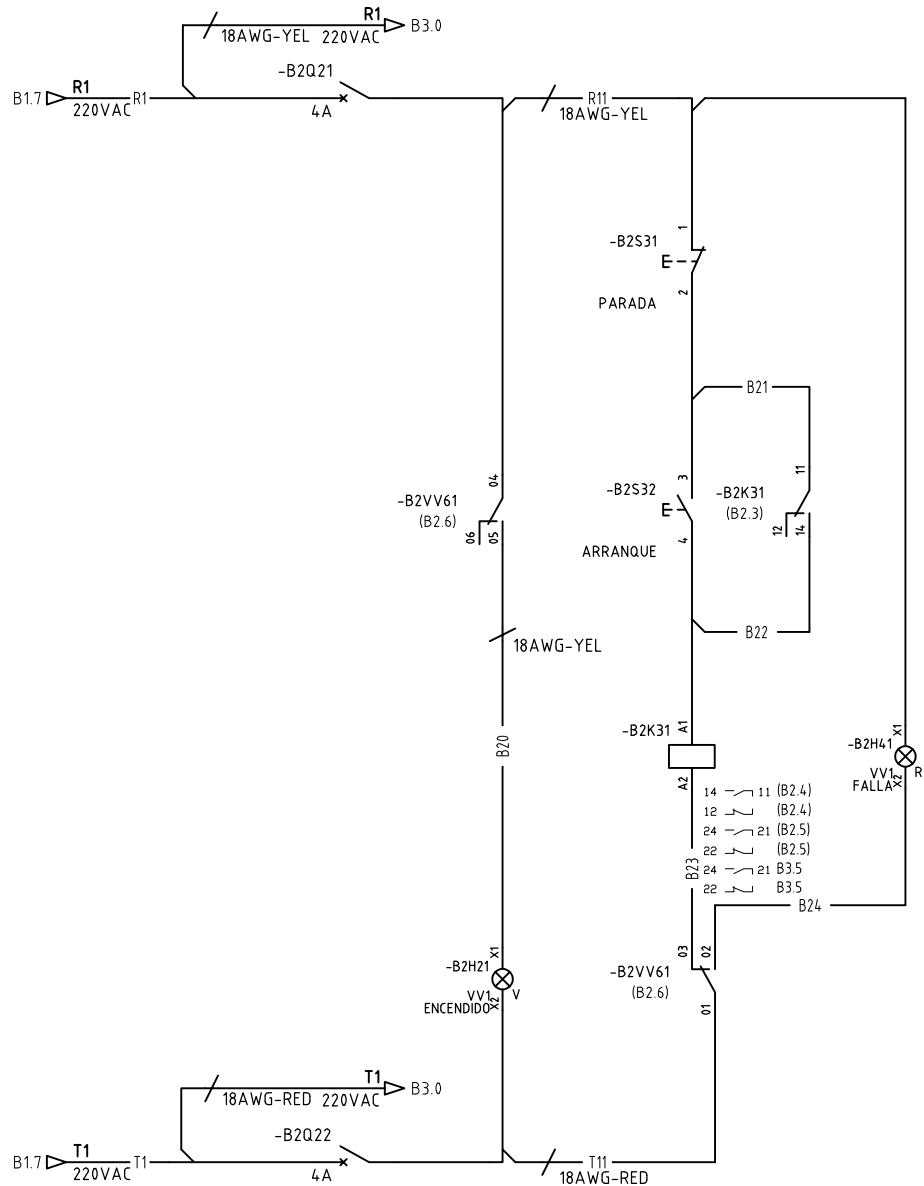 R1
B3.0
18AWG-YEL 220VAC
-B2Q21
B1.7
R1
R1
220VAC
4A
R11
18AWG-YEL
1
-B2S31
2
PARADA
B21
04
-B2VV61
(B2.6)
06
05
3
-B2S32
4
ARRANQUE
11
-B2K31
(B2.3)
12
14
B22
18AWG-YEL
B20
A1
-B2K31
A2
X1
-B2H41
R
VV1
X2
FALLA
14 11 (B2.4)
12 (B2.4)
24 21 (B2.5)
22 (B2.5)
24 21 B3.5
22 B3.5
B23
B24
X1
-B2H21
V
VV1
X2
ENCENDIDO
03
02
-B2VV61
(B2.6)
01
T1
B3.0
18AWG-RED 220VAC
-B2Q22
B1.7
T1
T1
220VAC
4A
T11
18AWG-RED